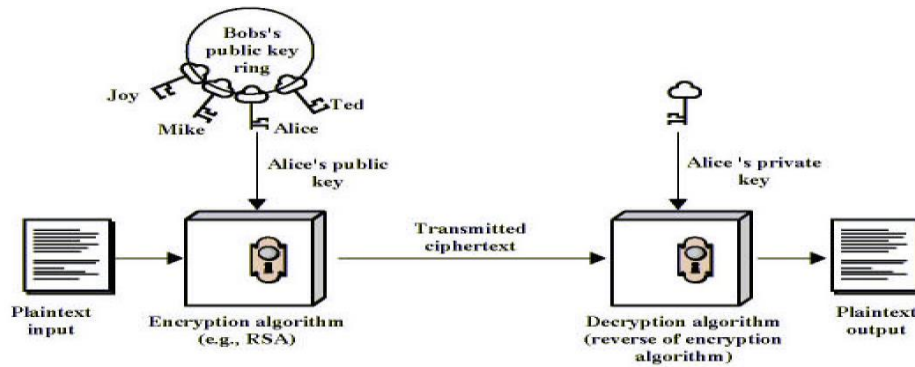 Bobs's
public key
ring
Joy
Ted
Mike
Alice
Alice's public
key
Alice 's private
key
Transmitted
ciphertext
Plaintext
input
Encryption algorithm
(e.g., RSA)
Decryption algorithm
(reverse of encryption
algorithm)
Plaintext
output